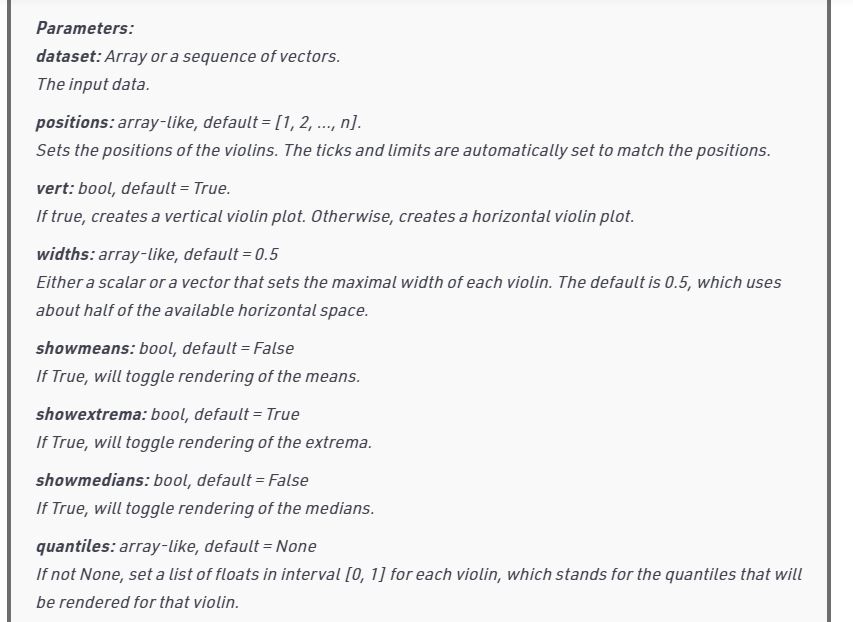 Parameters:
dataset: Array or a sequence of vectors.
The input data.
positions: array-like, default = [1, 2, ..., n].
Sets the positions of the violins. The ticks and limits are automatically set to match the positions.
vert: bool, default = True.
If true, creates a vertical violin plot. Otherwise, creates a horizontal violin plot.
widths: array-like, default = 0.5
Either a scalar or a vector that sets the maximal width of each violin. The default is 0.5, which uses
about half of the available horizontal space.
showmeans: bool, default = False
If True, will toggle rendering of the means.
showextrema: bool, default = True
If True, will toggle rendering of the extrema.
showmedians: bool, default = False
If True, will toggle rendering of the medians.
quantiles: array-like, default = None
If not None, set a list of floats in interval [0, 1] for each violin, which stands for the quantiles that will
be rendered for that violin.